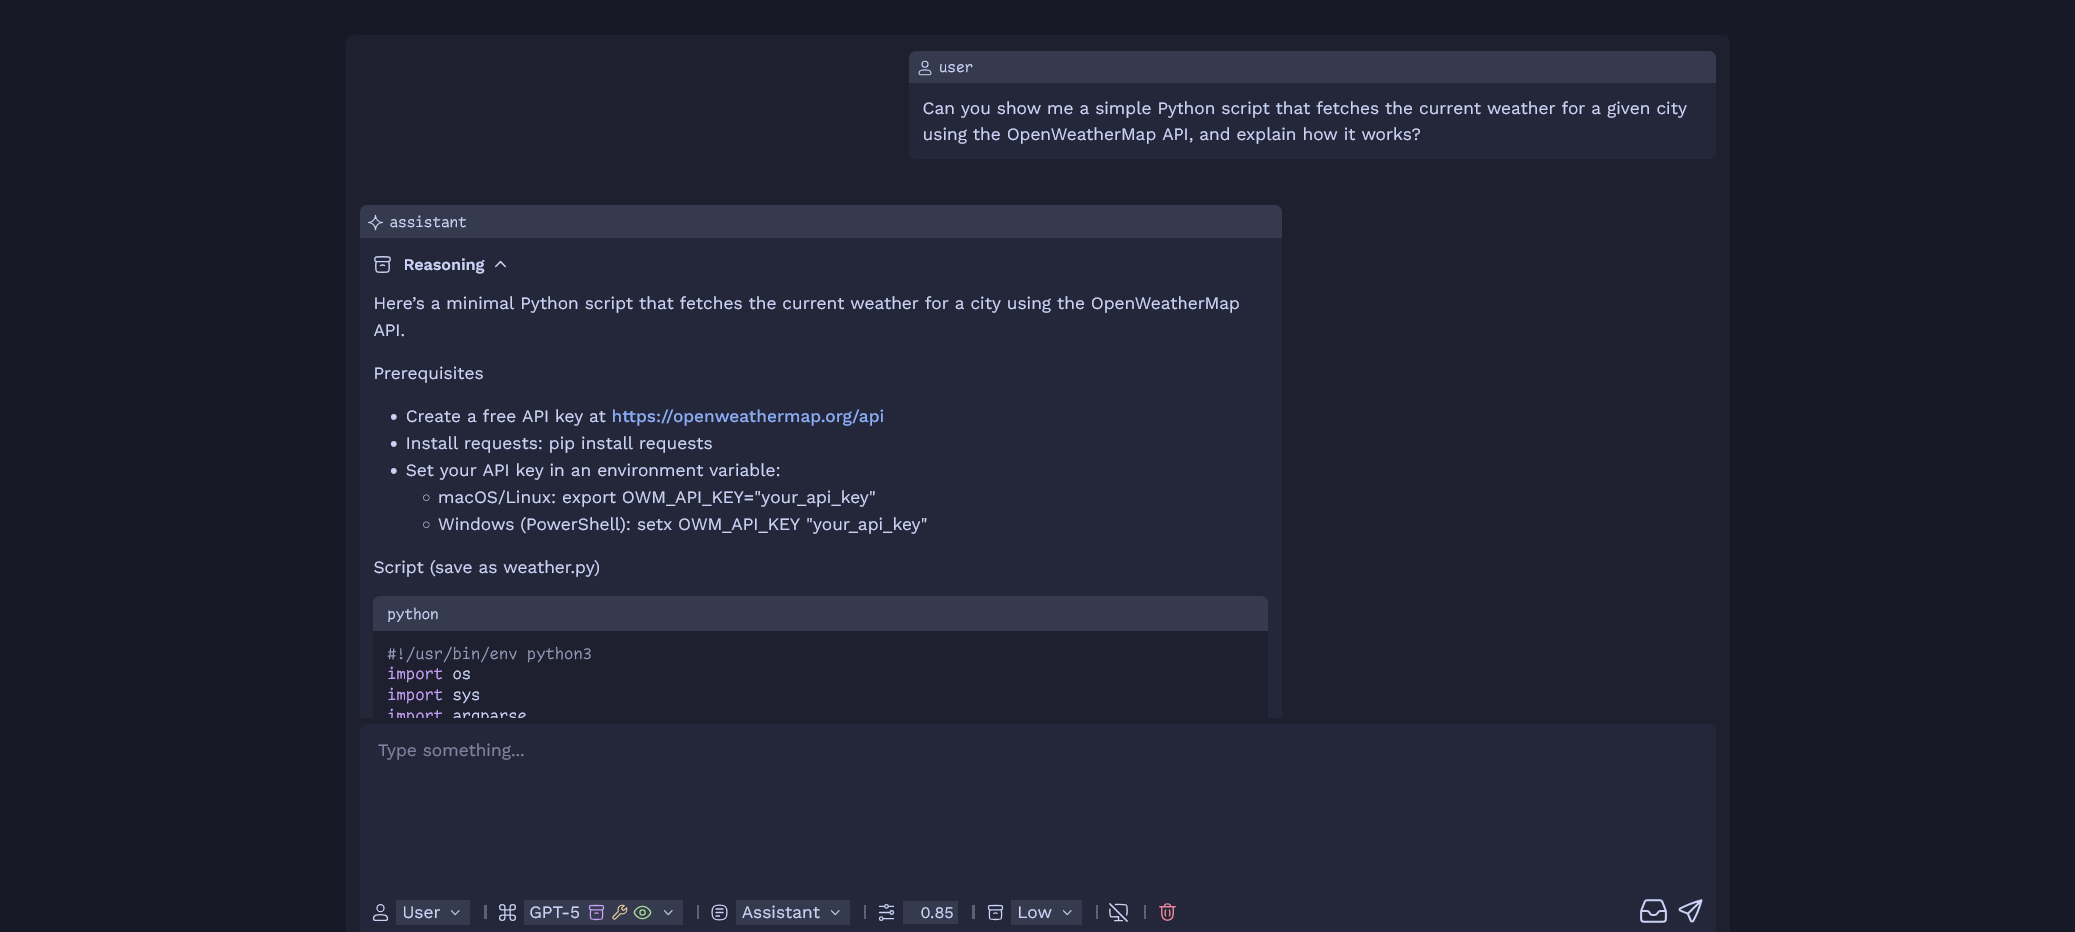 user
Can you show me a simple Python script that fetches the current weather for a given city
using the OpenWeatherMap API, and explain how it works?
assistant
Reasoning
Here’s a minimal Python script that fetches the current weather for a city using the OpenWeatherMap
API.
Prerequisites
• Create a free API key at https://openweathermap.org/api
• Install requests: pip install requests
• Set your API key in an environment variable:
◦ macOS/Linux: export OWM_API_KEY="your_api_key"
◦ Windows (PowerShell): setx OWM_API_KEY "your_api_key"
Script (save as weather.py)
python
#!/usr/bin/env python3
import os
import sys
import argparse
Type something...
User | GPT-5 | Assistant | 0.85 | Low | |